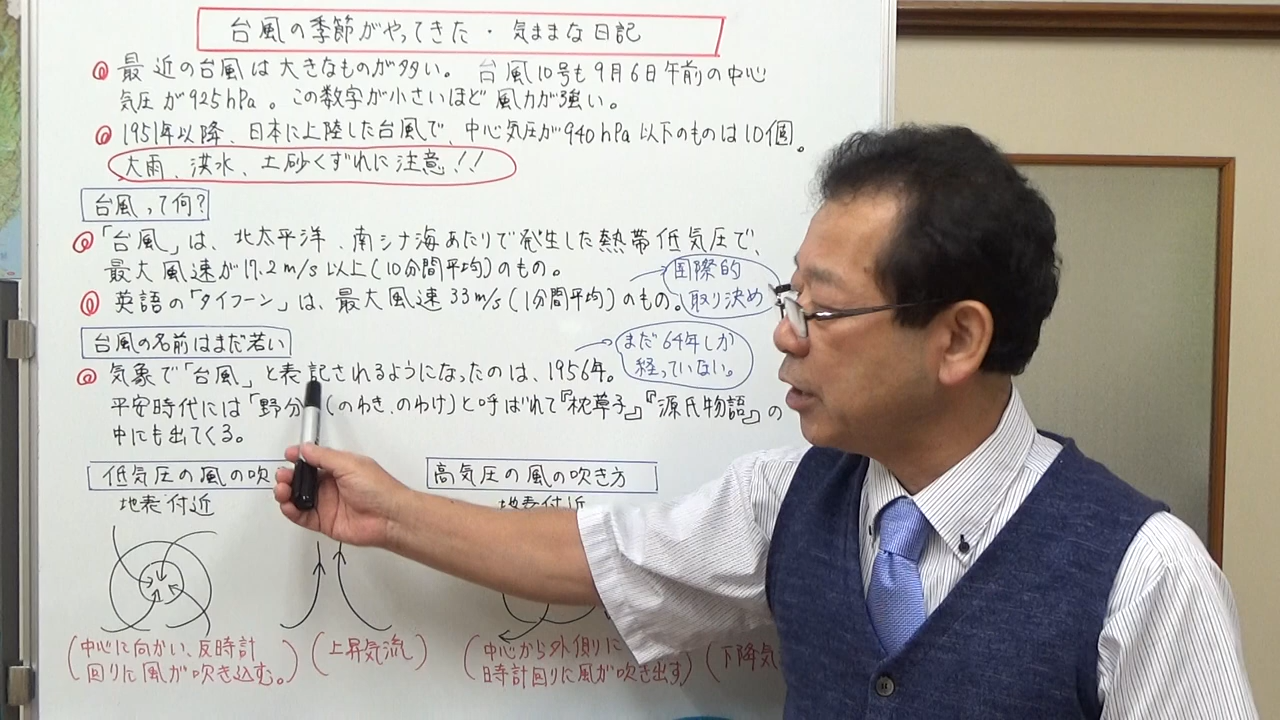 台風の季節がやってきた・気ままな日記
最近の台風は大きなものが多い。台風10号も9月6日午前の中心
気圧が925hPa。この数字が小さいほど風力が強い。
1951年以降、日本に上陸した台風で、中心気圧が940hPa以下のものは10個。
大雨、洪水、土砂くずれに注意!!
台風って何?
「台風」は、北太平洋、南シナ海あたりで発生した熱帯低気圧で、
最大風速が17.2m/s以上(10分間平均)のもの。
英語の「タイフーン」は、最大風速33m/s(1分間平均)のもの。
国際的
取り決め
台風の名前はまだ若い
まだ64年しか
経っていない。
気象で「台風」と表記されるようになったのは、1956年。
平安時代には「野分(のわき、のわけ)と呼ばれて『枕草子』『源氏物語』の
中にも出てくる。
低気圧の風の吹
高気圧の風の吹き方
地表付近
地表付近
(中心に向かい、反時計
回りに風が吹き込む。)
(上昇気流)
(中心から外側に
時計回りに風が吹き出す)
(下降気